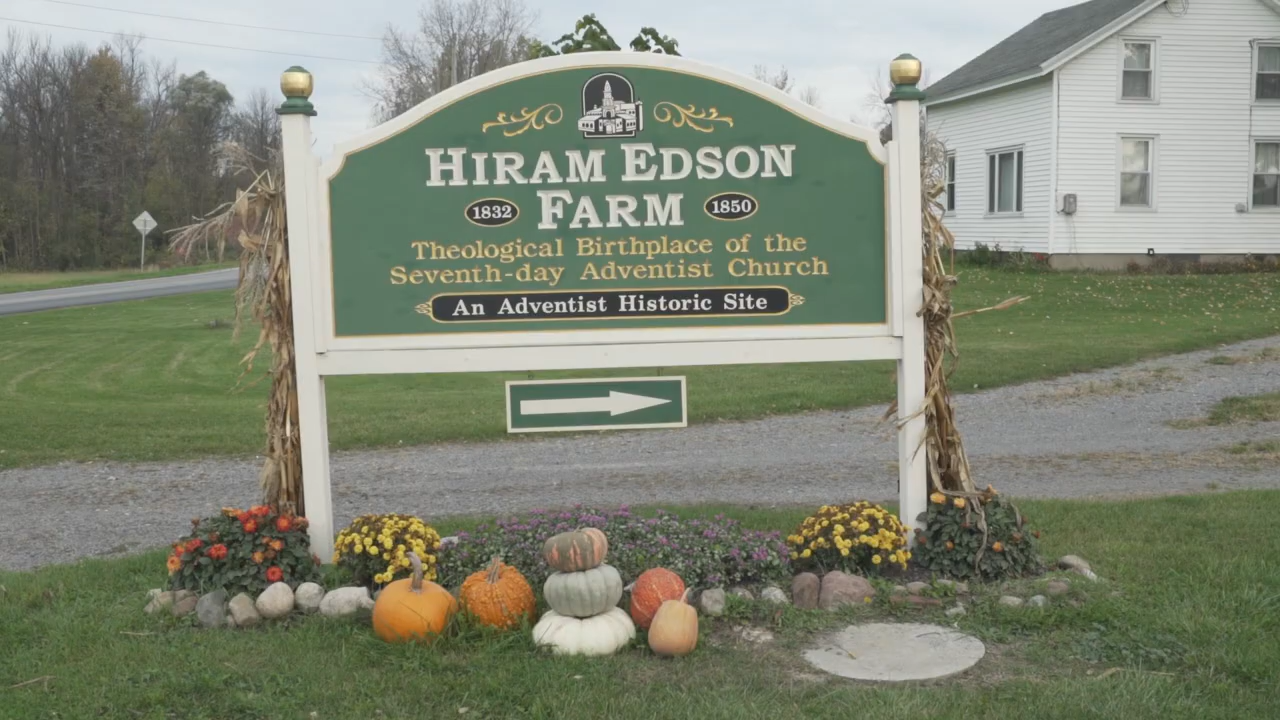 HIRAM EDSON
FARM
1832
1850
Theological Birthplace of the
Seventh-day Adventist Church
An Adventist Historic Site